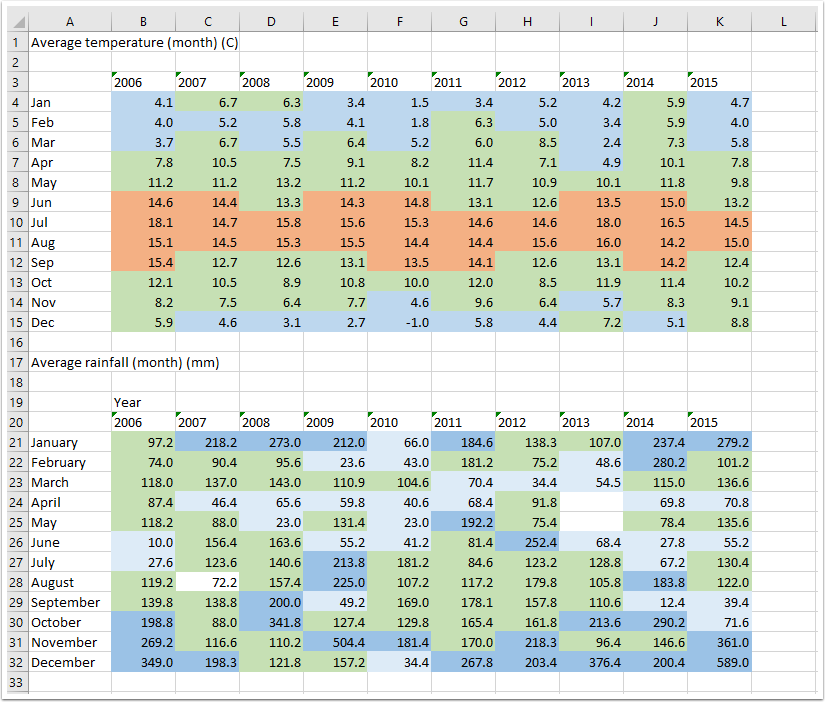 A B C D E F G H I J K L
1 Average temperature (month) (C)
2
3 2006 2007 2008 2009 2010 2011 2012 2013 2014 2015
4 Jan 4.1 6.7 6.3 3.4 1.5 3.4 5.2 4.2 5.9 4.7
5 Feb 4.0 5.2 5.8 4.1 1.8 6.3 5.0 3.4 5.9 4.0
6 Mar 3.7 6.7 5.5 6.4 5.2 6.0 8.5 2.4 7.3 5.8
7 Apr 7.8 10.5 7.5 9.1 8.2 11.4 7.1 4.9 10.1 7.8
8 May 11.2 11.2 13.2 11.2 10.1 11.7 10.9 10.1 11.8 9.8
9 Jun 14.6 14.4 13.3 14.3 14.8 13.1 12.6 13.5 15.0 13.2
10 Jul 18.1 14.7 15.8 15.6 15.3 14.6 14.6 18.0 16.5 14.5
11 Aug 15.1 14.5 15.3 15.5 14.4 14.4 15.6 16.0 14.2 15.0
12 Sep 15.4 12.7 12.6 13.1 13.5 14.1 12.6 13.1 14.2 12.4
13 Oct 12.1 10.5 8.9 10.8 10.0 12.0 8.5 11.9 11.4 10.2
14 Nov 8.2 7.5 6.4 7.7 4.6 9.6 6.4 5.7 8.3 9.1
15 Dec 5.9 4.6 3.1 2.7 -1.0 5.8 4.4 7.2 5.1 8.8
16
17 Average rainfall (month) (mm)
18
19 Year
20 2006 2007 2008 2009 2010 2011 2012 2013 2014 2015
21 January 97.2 218.2 273.0 212.0 66.0 184.6 138.3 107.0 237.4 279.2
22 February 74.0 90.4 95.6 23.6 43.0 181.2 75.2 48.6 280.2 101.2
23 March 118.0 137.0 143.0 110.9 104.6 70.4 34.4 54.5 115.0 136.6
24 April 87.4 46.4 65.6 59.8 40.6 68.4 91.8 69.8 70.8
25 May 118.2 88.0 23.0 131.4 23.0 192.2 75.4 78.4 135.6
26 June 10.0 156.4 163.6 55.2 41.2 81.4 252.4 68.4 27.8 55.2
27 July 27.6 123.6 140.6 213.8 181.2 84.6 123.2 128.8 67.2 130.4
28 August 119.2 72.2 157.4 225.0 107.2 117.2 179.8 105.8 183.8 122.0
29 September 139.8 138.8 200.0 49.2 169.0 178.1 157.8 110.6 12.4 39.4
30 October 198.8 88.0 341.8 127.4 129.8 165.4 161.8 213.6 290.2 71.6
31 November 269.2 116.6 110.2 504.4 181.4 170.0 218.3 96.4 146.6 361.0
32 December 349.0 198.3 121.8 157.2 34.4 267.8 203.4 376.4 200.4 589.0
33